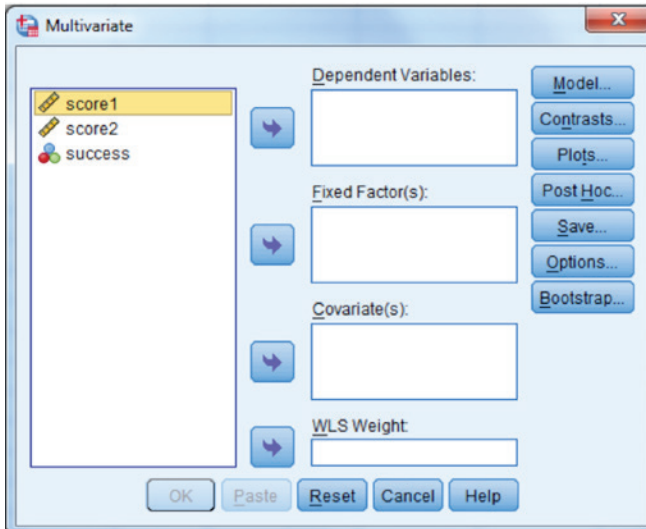 Multivariate
score1
score2
success
Dependent Variables:
Fixed Factor(s):
Covariate(s):
WLS Weight:
Model...
Contrasts...
Plots...
Post Hoc...
Save...
Options...
Bootstrap...
OK Paste Reset Cancel Help